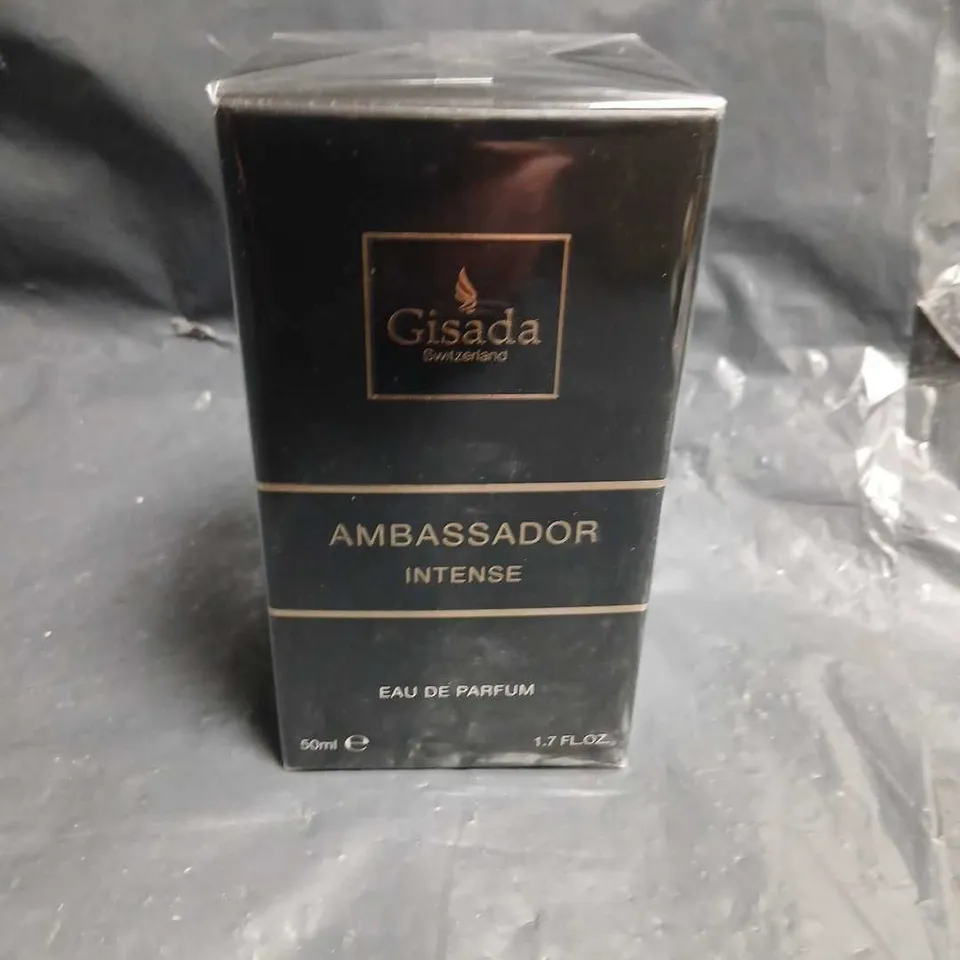 Gisada
Switzerland
AMBASSADOR
INTENSE
EAU DE PARFUM
50ml ℮ 1.7 FL.OZ.